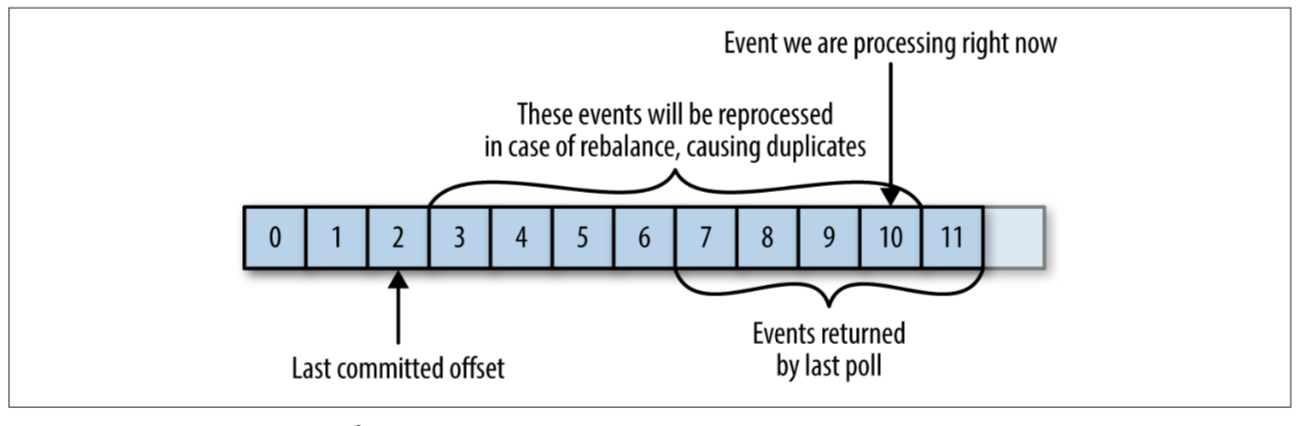 Event we are processing right now
These events will be reprocessed
in case of rebalance, causing duplicates
0 1 2 3 4 5 6 7 8 9 10 11
Events returned
by last poll
Last committed offset